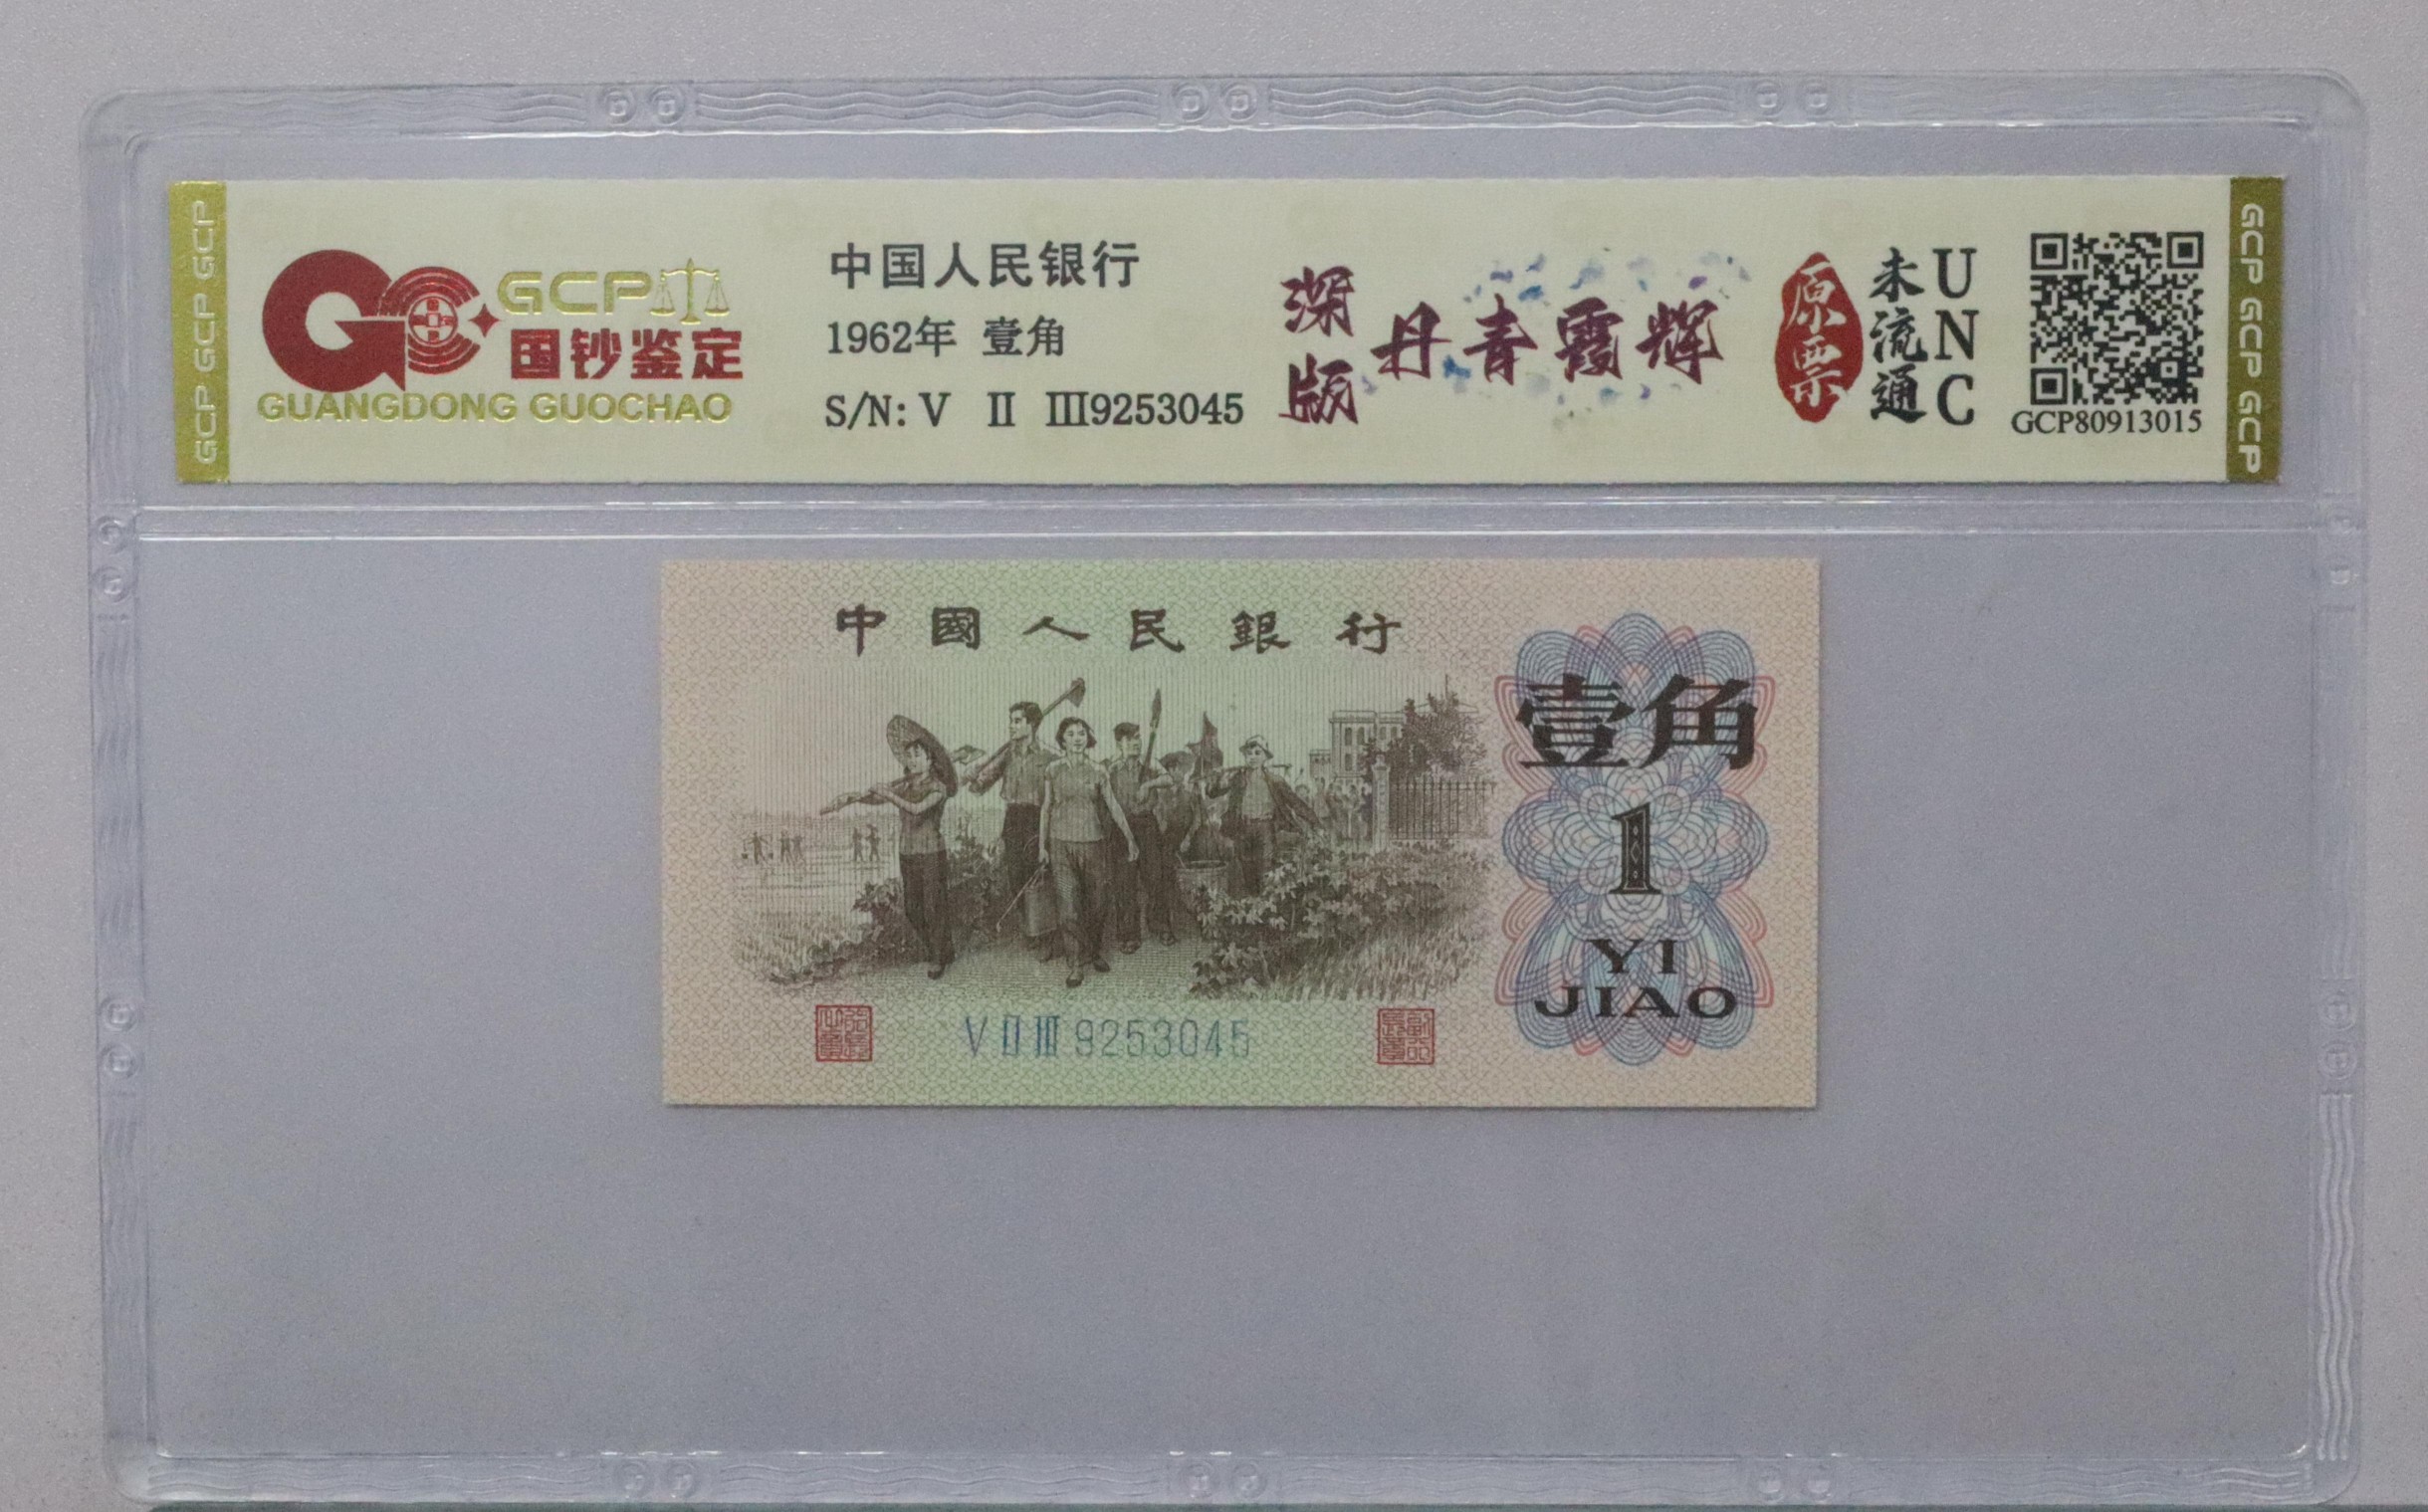 GCP GCP GCP
GCP
国钞鉴定
GUANGDONG GUOCHAO
中国人民银行
1962年 壹角
S/N: V Ⅱ Ⅲ9253045
深版
丹青霞辉
原票
未流通
UNC
GCP80913015
GCP GCP GCP
中國人民銀行
壹角
1
YI
JIAO
V Ⅱ Ⅲ 9253045